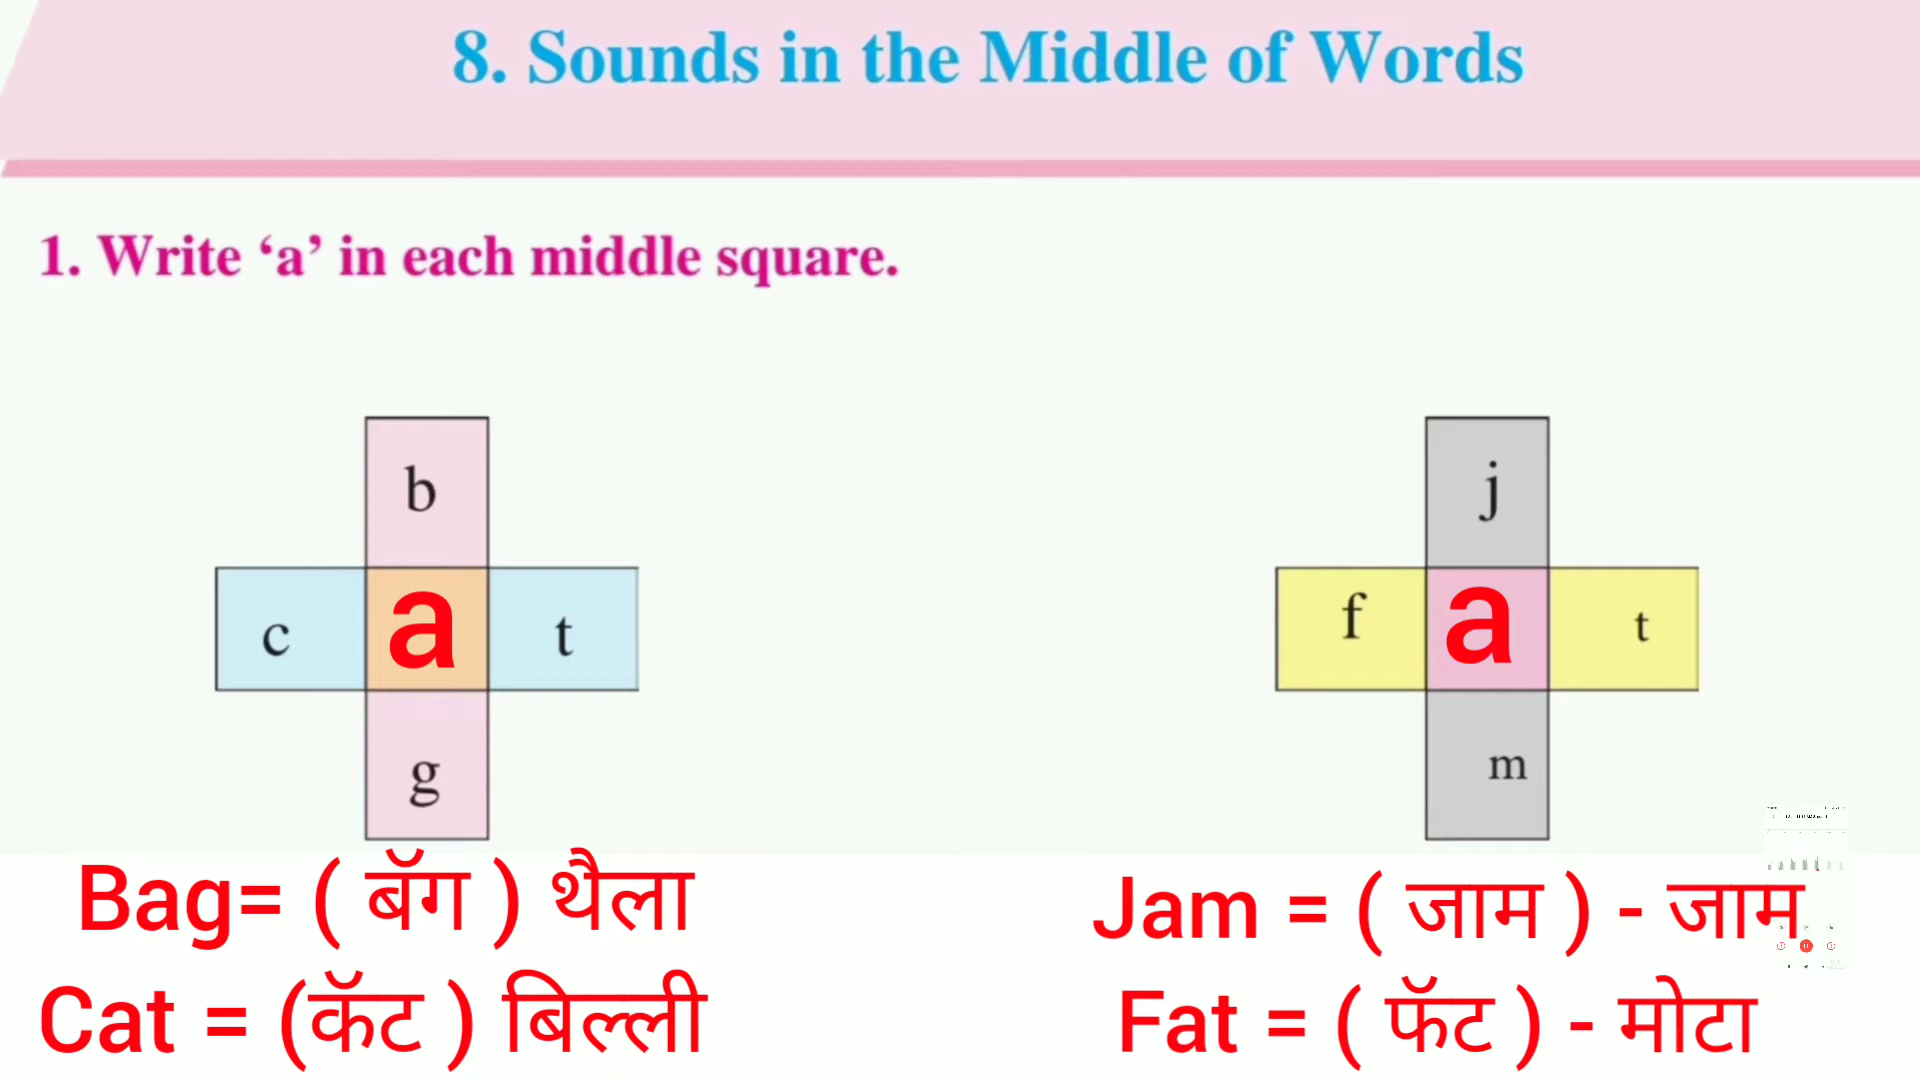 8. Sounds in the Middle of Words
1. Write ‘a’ in each middle square.
b
c a t
g
j
f a t
m
Bag= ( बॅग ) थैला
Cat = (कॅट ) बिल्ली
Jam = ( जाम ) - जाम
Fat = ( फॅट ) - मोटा